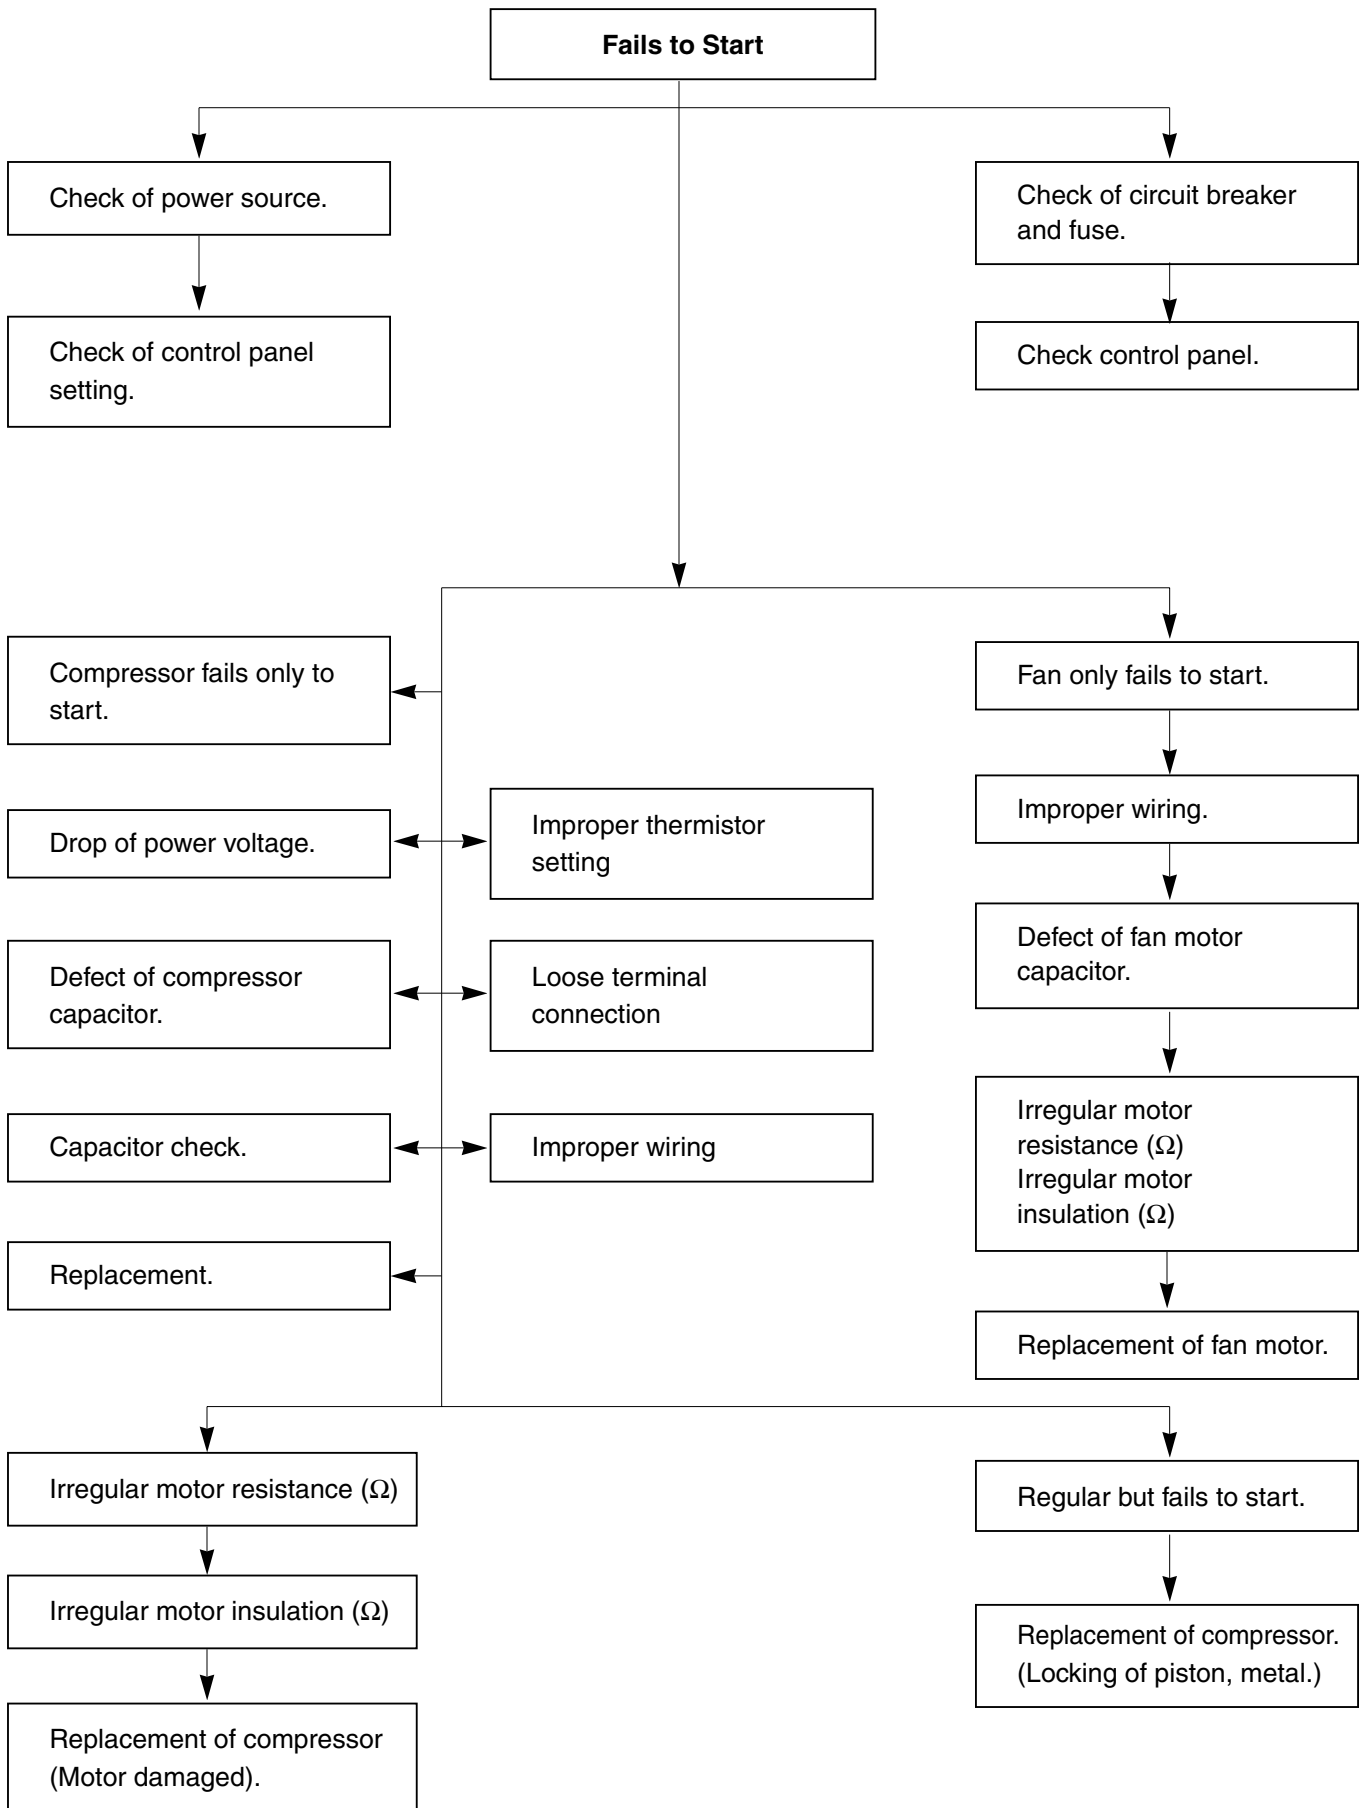 Fails to Start
Check of power source.
Check of circuit breaker
and fuse.
Check of control panel
setting.
Check control panel.
Compressor fails only to
start.
Fan only fails to start.
Drop of power voltage.
Improper thermistor
setting
Improper wiring.
Defect of compressor
capacitor.
Loose terminal
connection
Defect of fan motor
capacitor.
Capacitor check.
Improper wiring
Irregular motor
resistance (Ω)
Irregular motor
insulation (Ω)
Replacement.
Replacement of fan motor.
Irregular motor resistance (Ω)
Regular but fails to start.
Irregular motor insulation (Ω)
Replacement of compressor.
(Locking of piston, metal.)
Replacement of compressor
(Motor damaged).